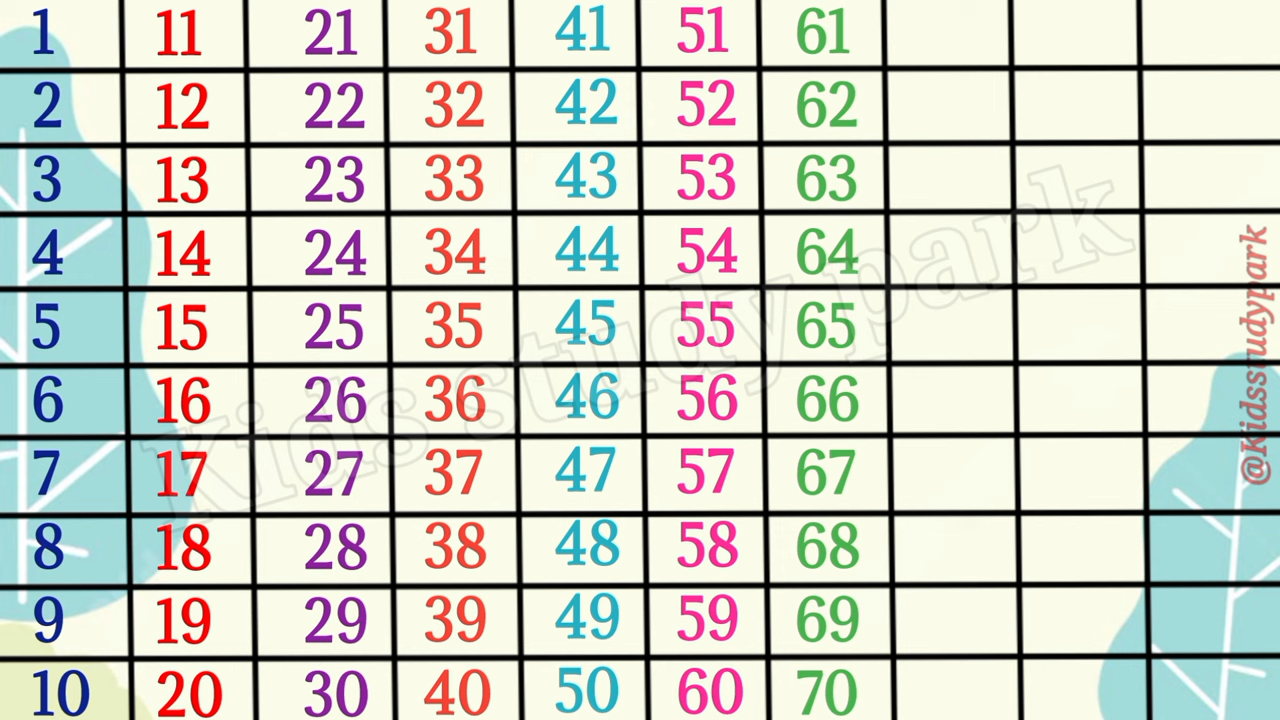 1 11 21 31 41 51 61
2 12 22 32 42 52 62
3 13 23 33 43 53 63
4 14 24 34 44 54 64
5 15 25 35 45 55 65
6 16 26 36 46 56 66
7 17 27 37 47 57 67
8 18 28 38 48 58 68
9 19 29 39 49 59 69
10 20 30 40 50 60 70
Kids study park
@Kidsstudypark